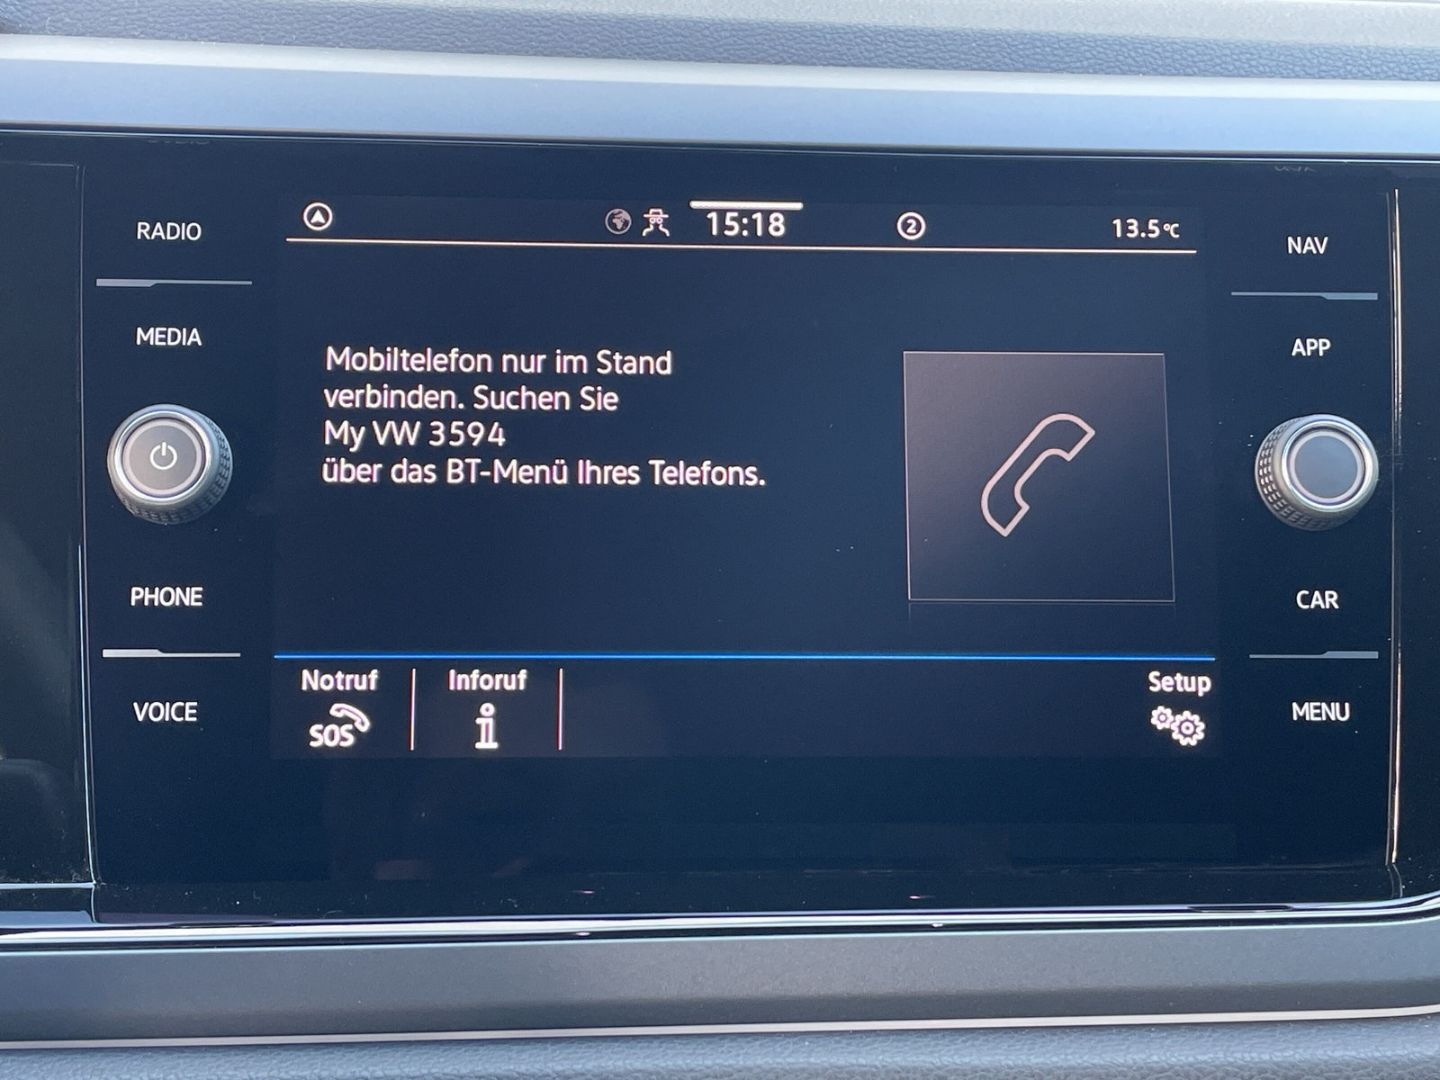 RADIO
MEDIA
PHONE
VOICE
15:18
2
13.5°C
Mobiltelefon nur im Stand
verbinden. Suchen Sie
My VW 3594
über das BT-Menü Ihres Telefons.
Notruf
SOS
Inforuf
i
Setup
NAV
APP
CAR
MENU